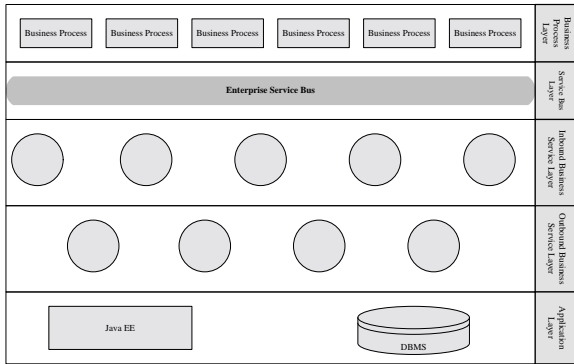 Business Process Business Process Business Process Business Process Business Process Business Process
Business
Process
Layer
Enterprise Service Bus
Service Bus
Layer
Inbound Business
Service Layer
Outbound Business
Service Layer
Java EE
DBMS
Application
Layer